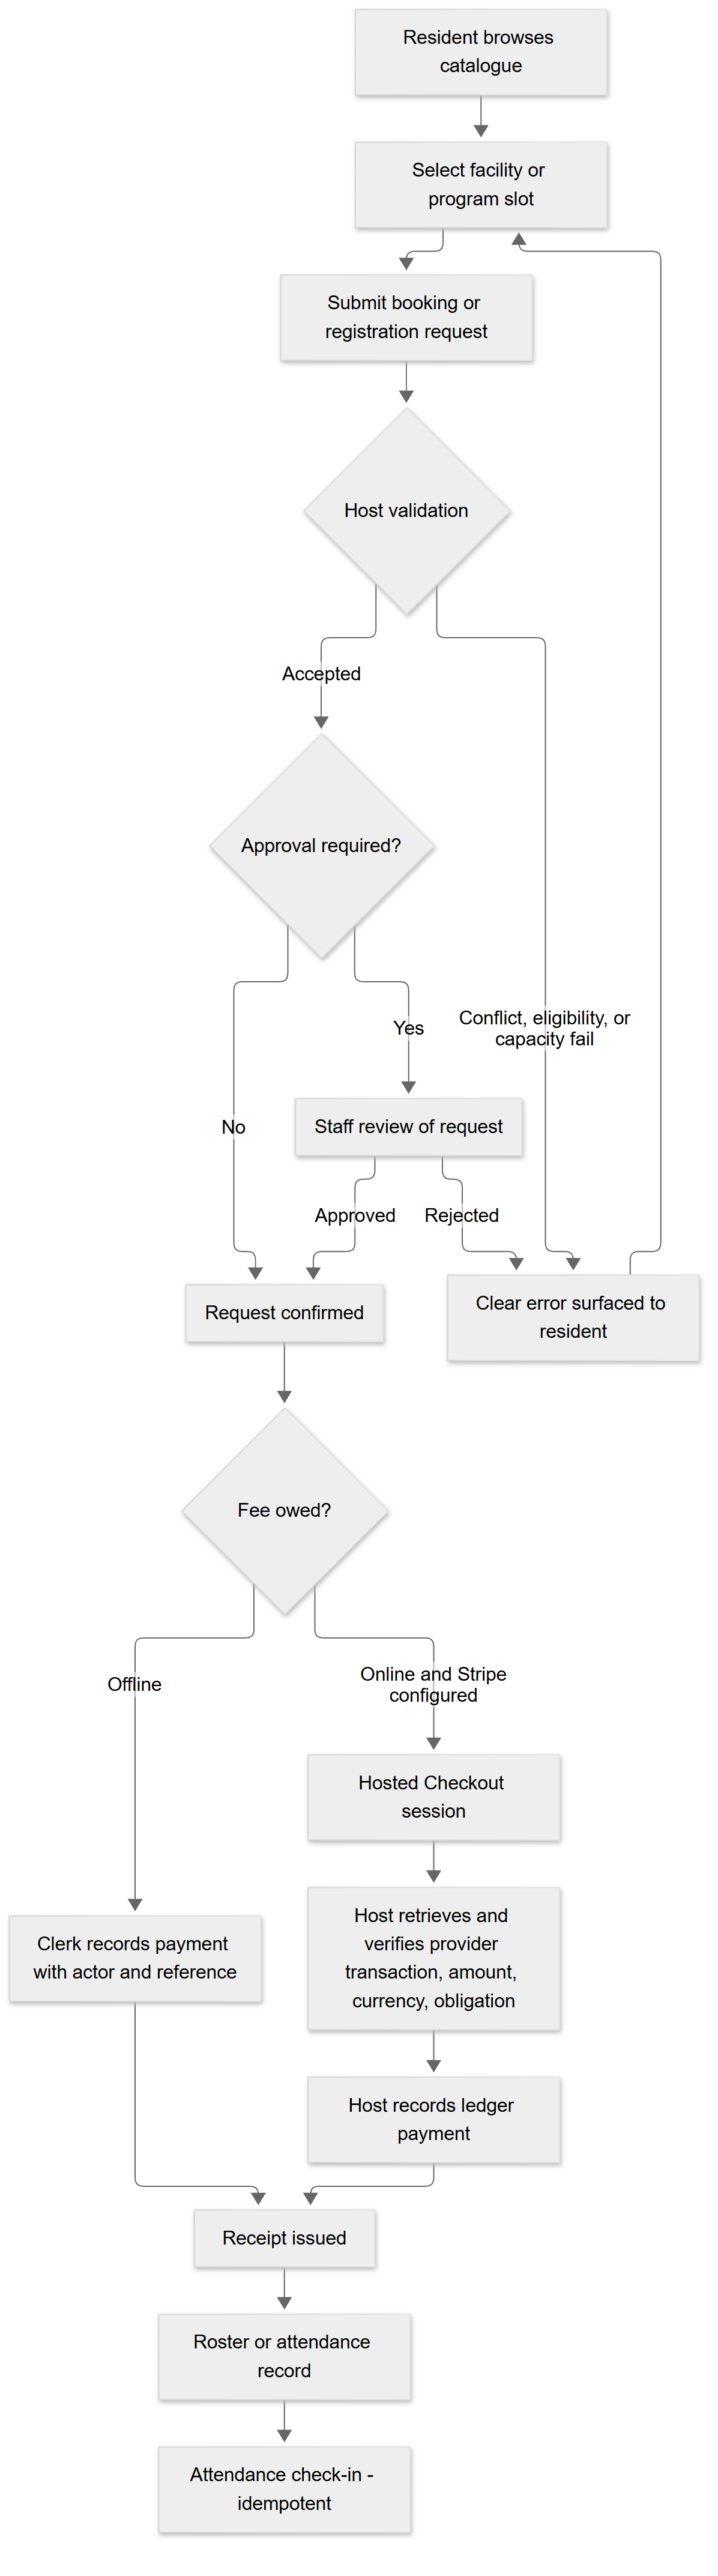 Resident browses
catalogue
Select facility or
program slot
Submit booking or
registration request
Host validation
Accepted
Approval required?
Conflict, eligibility, or
capacity fail
Yes
No
Staff review of request
Approved
Rejected
Request confirmed
Clear error surfaced to
resident
Fee owed?
Offline
Online and Stripe
configured
Hosted Checkout
session
Clerk records payment
with actor and reference
Host retrieves and
verifies provider
transaction, amount,
currency, obligation
Host records ledger
payment
Receipt issued
Roster or attendance
record
Attendance check-in -
idempotent